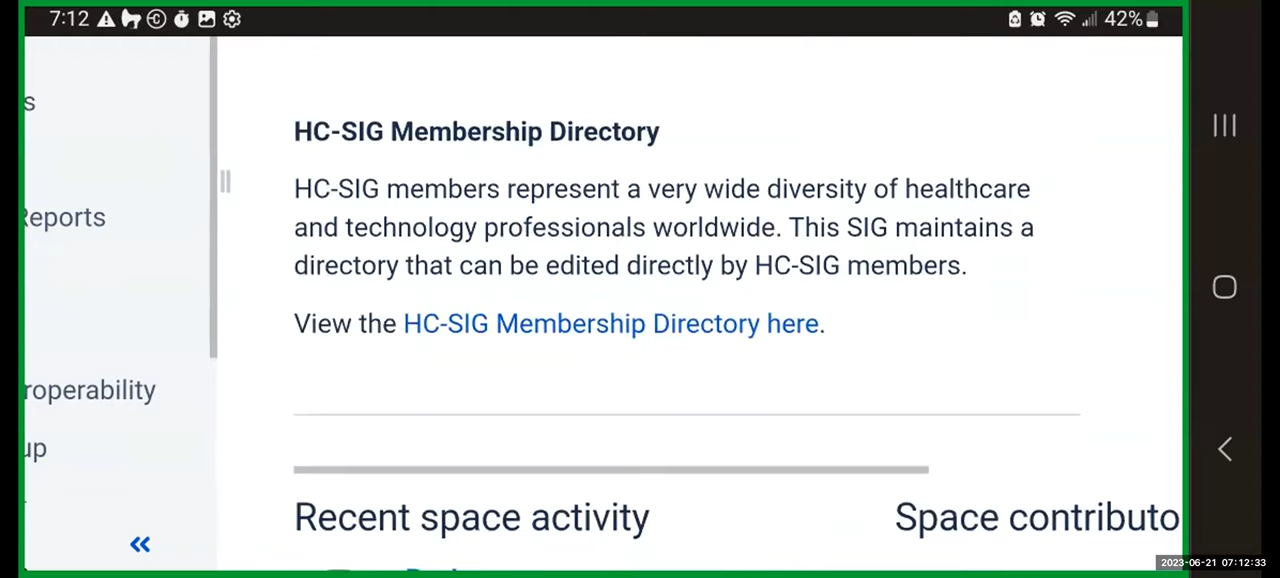 7:12
42%
s
Reports
roperability
up
HC-SIG Membership Directory
HC-SIG members represent a very wide diversity of healthcare
and technology professionals worldwide. This SIG maintains a
directory that can be edited directly by HC-SIG members.
View the HC-SIG Membership Directory here.
Recent space activity
Space contributo
2023-06-21 07:12:33